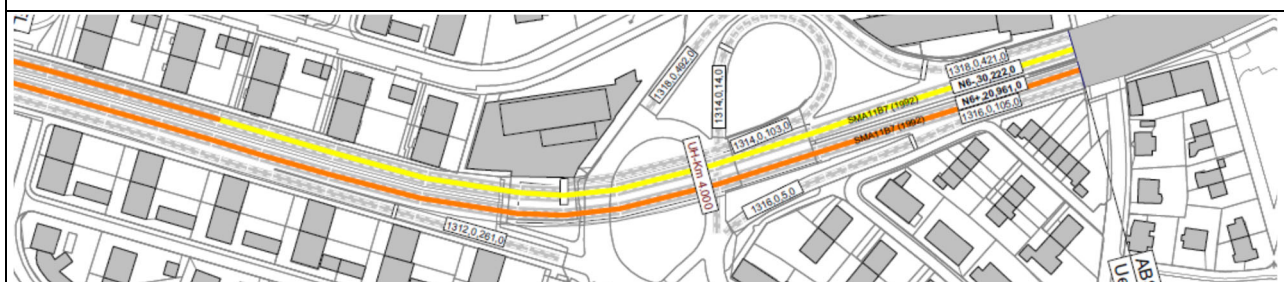 1318,0,492,0
1314,0,14,0
1318,0,421,0
N6-,30,222,0
N6+,20,961,0
1316,0,105,0
SMA11B7 (1992)
SMA11B7 (1992)
1314,0,103,0
UH-Km 4,000
1316,0,5,0
1312,0,261,0
AB
Ue